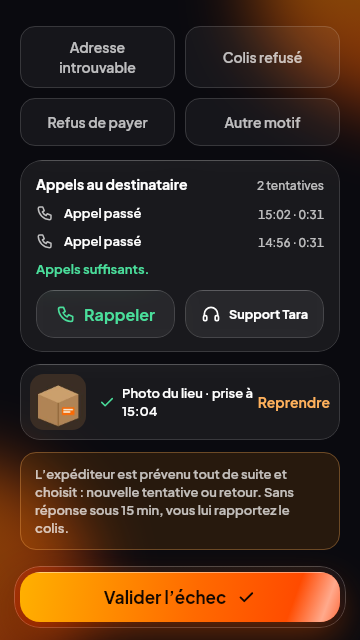 Adresse
introuvable
Colis refusé
Refus de payer
Autre motif
Appels au destinataire
2 tentatives
Appel passé
15:02 · 0:31
Appel passé
14:56 · 0:31
Appels suffisants.
Rappeler
Support Tara
Photo du lieu · prise à
15:04
Reprendre
L’expéditeur est prévenu tout de suite et
choisit : nouvelle tentative ou retour. Sans
réponse sous 15 min, vous lui rapportez le
colis.
Valider l’échec